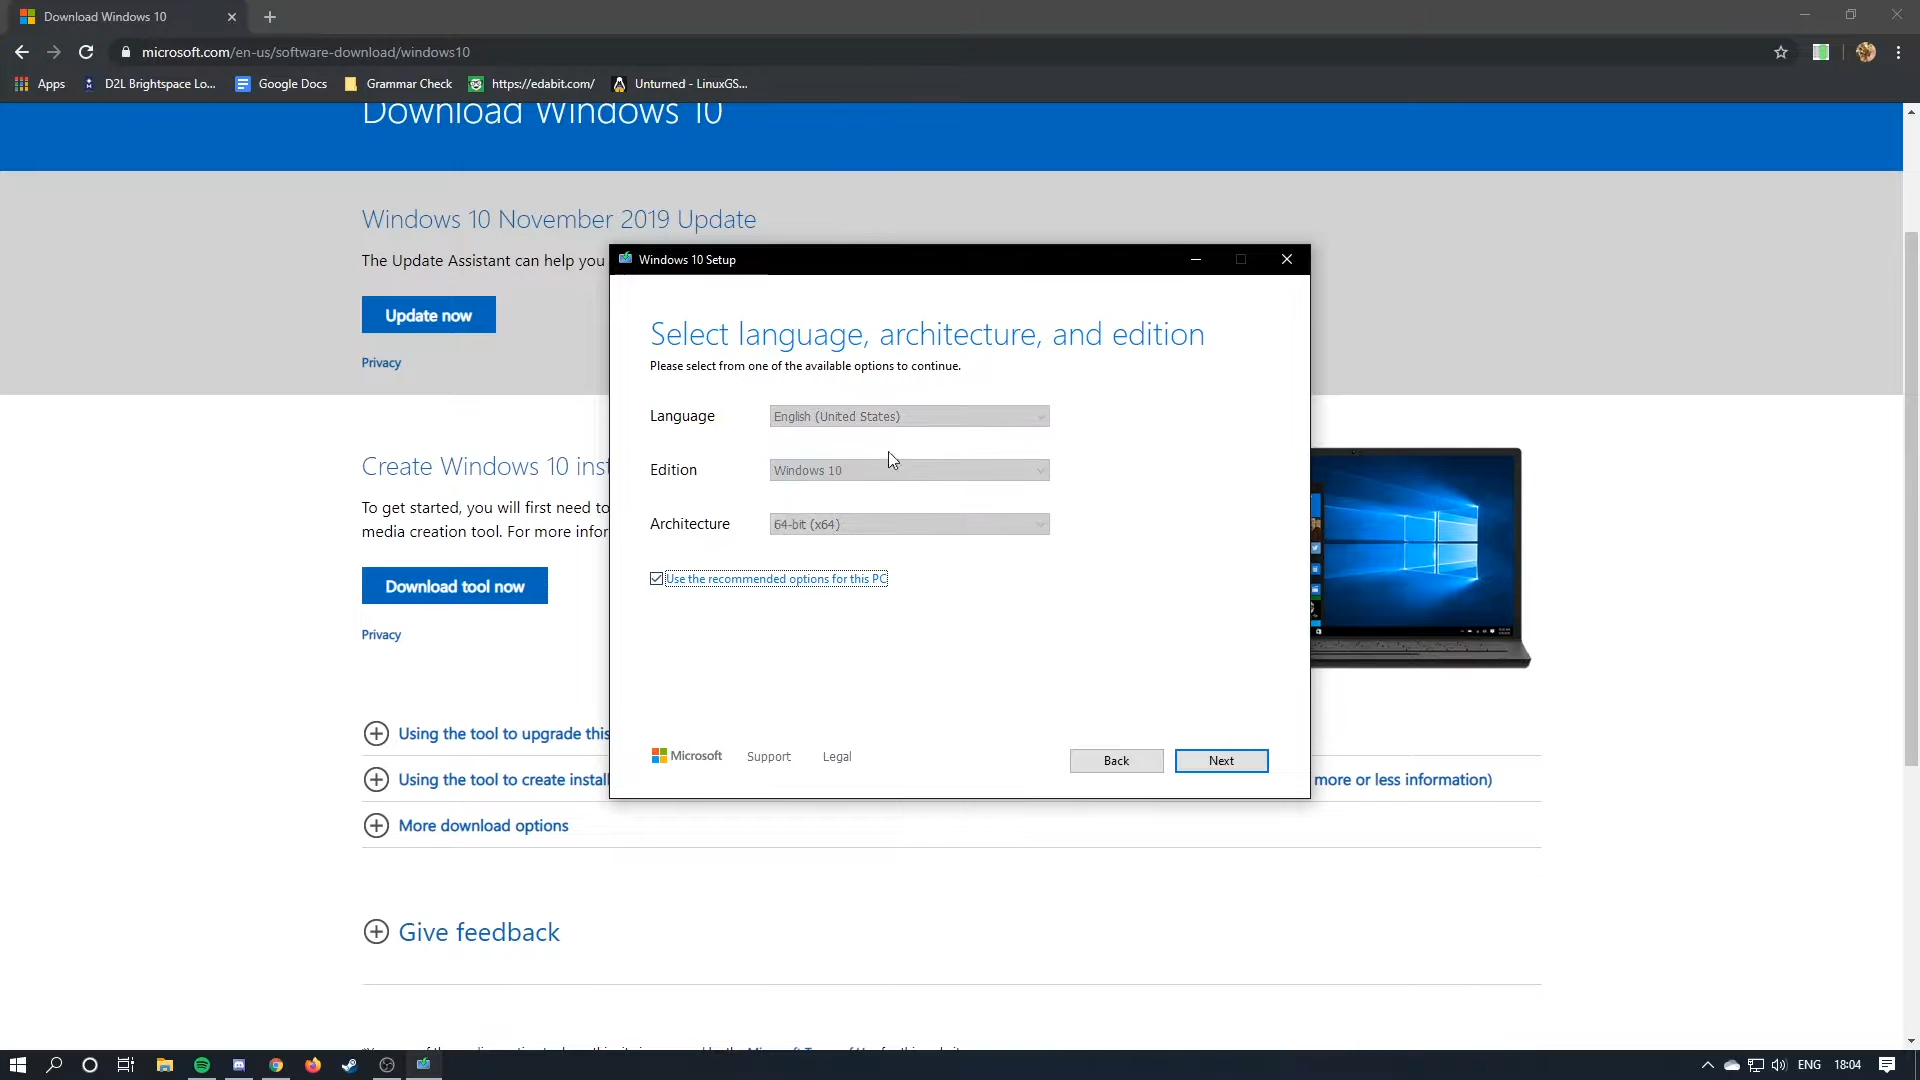 Download Windows 10
microsoft.com/en-us/software-download/windows10
Apps
D2L Brightspace Lo...
Google Docs
Grammar Check
https://edabit.com/
Unturned - LinuxGS...
Download Windows 10
Windows 10 November 2019 Update
The Update Assistant can help you
Update now
Privacy
Windows 10 Setup
Select language, architecture, and edition
Please select from one of the available options to continue.
Language
English (United States)
Edition
Windows 10
Architecture
64-bit (x64)
Use the recommended options for this PC
Microsoft
Support
Legal
Back
Next
Create Windows 10 inst
To get started, you will first need to
media creation tool. For more infor
Download tool now
Privacy
Using the tool to upgrade this
Using the tool to create install
more or less information)
More download options
Give feedback
ENG
18:04